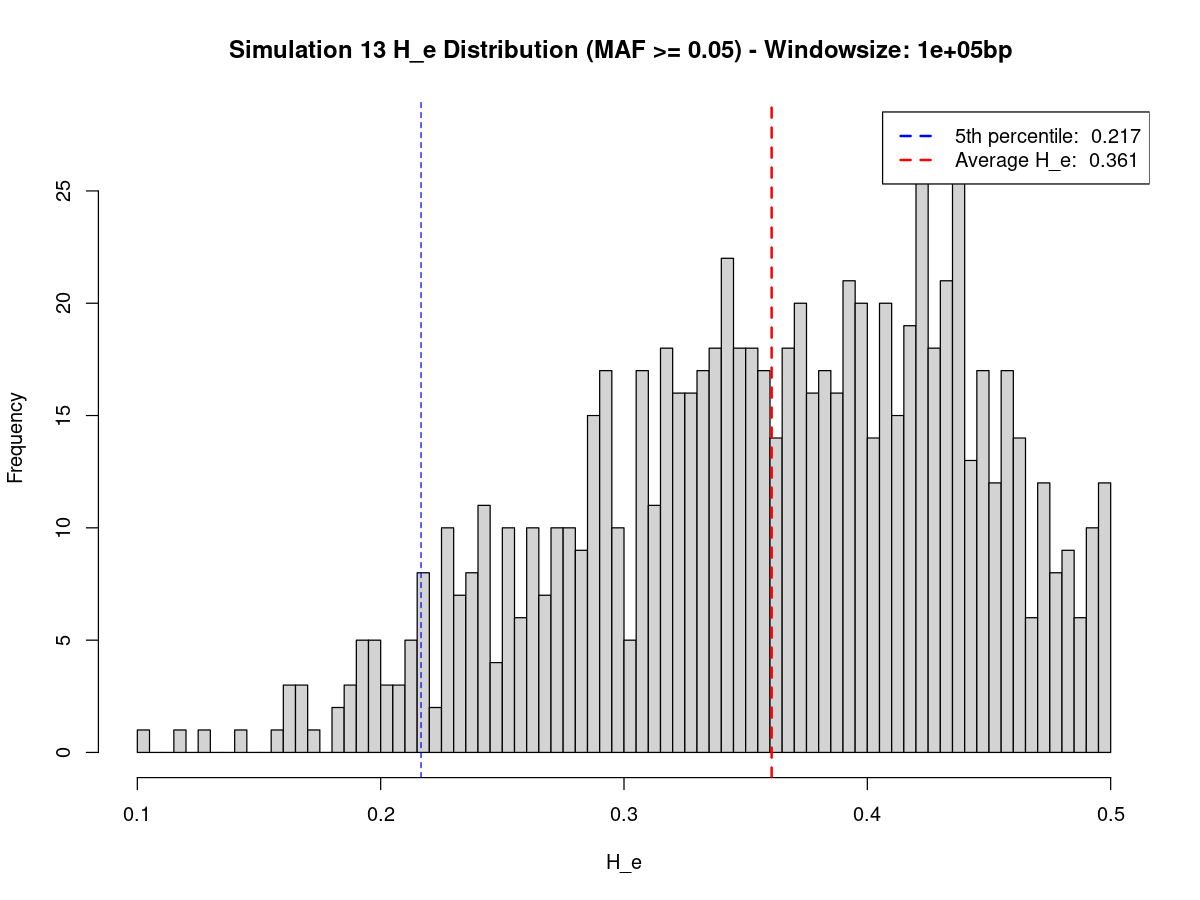 Simulation 13 H_e Distribution (MAF >= 0.05) - Windowsize: 1e+05bp
5th percentile: 0.217
Average H_e: 0.361
Frequency
25
20
15
10
5
0
0.1 0.2 0.3 0.4 0.5
H_e